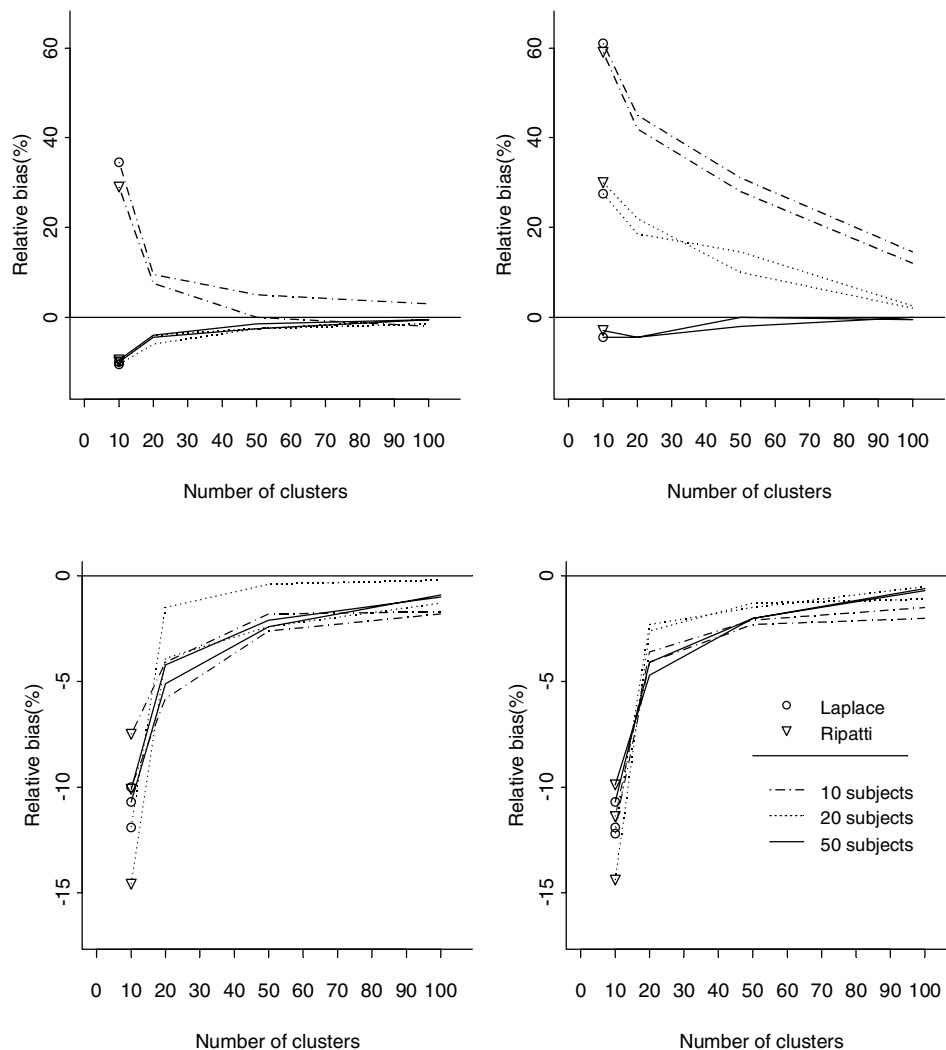 Relative bias(%)
60
40
20
0
0 10 20 30 40 50 60 70 80 90 100
Number of clusters
Relative bias(%)
60
40
20
0
0 10 20 30 40 50 60 70 80 90 100
Number of clusters
Relative bias(%)
0
-5
-10
-15
0 10 20 30 40 50 60 70 80 90 100
Number of clusters
Relative bias(%)
0
-5
-10
-15
Laplace
Ripatti
10 subjects
20 subjects
50 subjects
0 10 20 30 40 50 60 70 80 90 100
Number of clusters